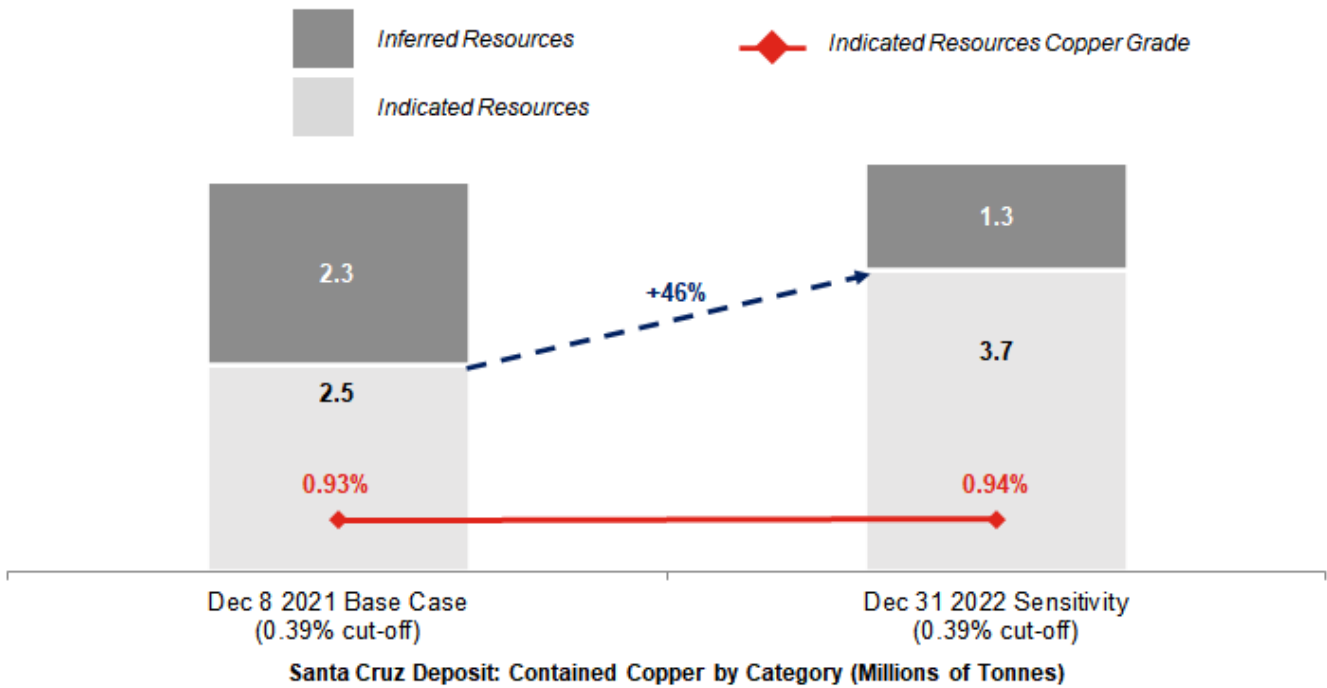 Inferred Resources
Indicated Resources Copper Grade
Indicated Resources
2.3
1.3
+46%
2.5
3.7
0.93%
0.94%
Dec 8 2021 Base Case
(0.39% cut-off)
Dec 31 2022 Sensitivity
(0.39% cut-off)
Santa Cruz Deposit: Contained Copper by Category (Millions of Tonnes)